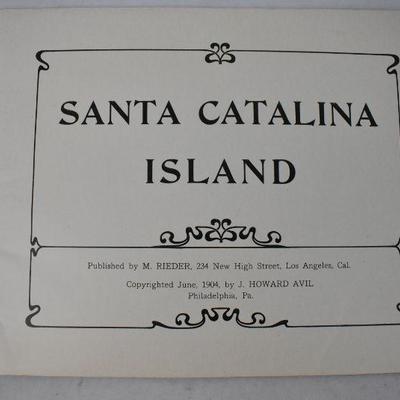 SANTA CATALINA
ISLAND
Published by M. RIEDER, 234 New High Street, Los Angeles, Cal.
Copyrighted June, 1904, by J. HOWARD AVIL
Philadelphia, Pa.